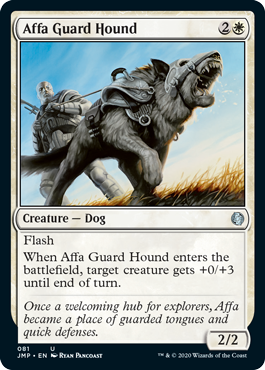 Affa Guard Hound 2
Creature — Dog
Flash
When Affa Guard Hound enters the
battlefield, target creature gets +0/+3
until end of turn.
Once a welcoming hub for explorers, Affa
became a place of guarded tongues and
quick defenses.
2/2
081 U
JMP • EN Ryan Pancoast ™ & © 2020 Wizards of the Coast